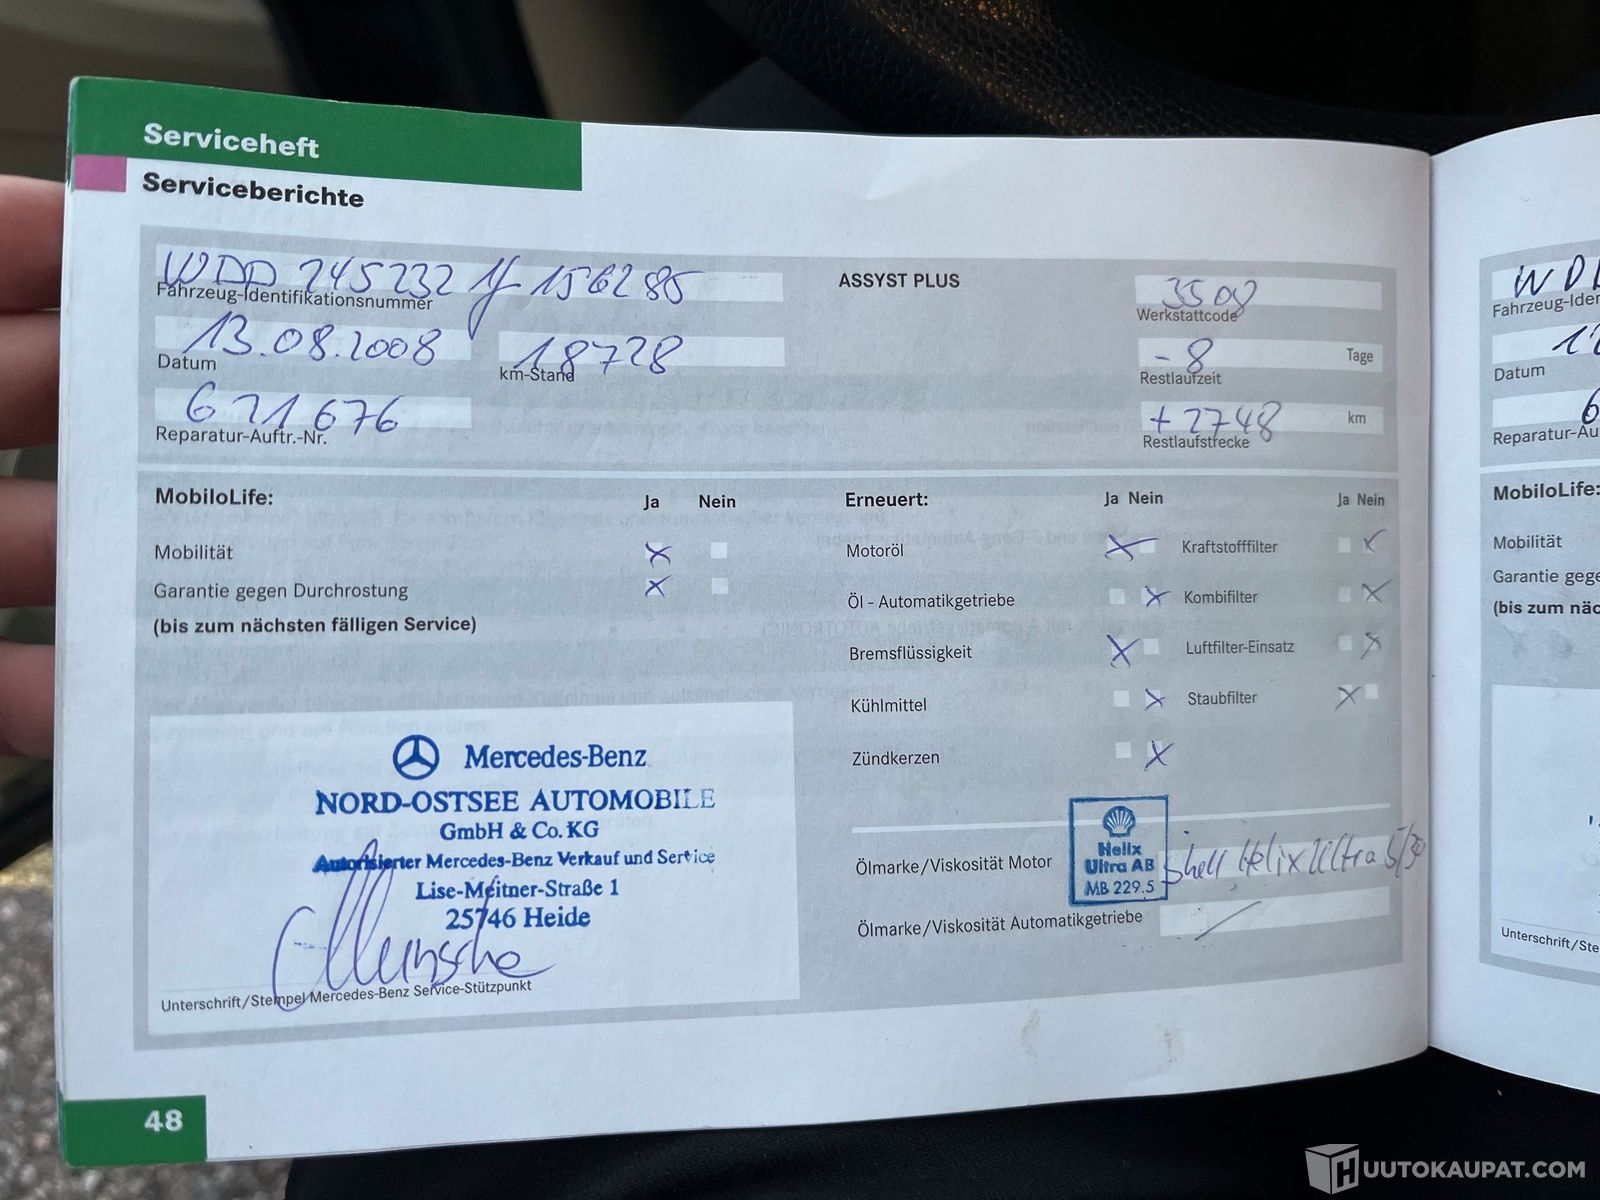 Serviceheft
Serviceberichte
WDD 245232 1J 156285
Fahrzeug-Identifikationsnummer
13.08.2008
Datum
18728
km-Stand
621676
Reparatur-Auftr.-Nr.
ASSYST PLUS
3508
Werkstattcode
- 8 Tage
Restlaufzeit
+ 2748 km
Restlaufstrecke
MobiloLife: Ja Nein
Mobilität
Garantie gegen Durchrostung
(bis zum nächsten fälligen Service)
Erneuert: Ja Nein Ja Nein
Motoröl Kraftstofffilter
Öl - Automatikgetriebe Kombifilter
Bremsflüssigkeit Luftfilter-Einsatz
Kühlmittel Staubfilter
Zündkerzen
Mercedes-Benz
NORD-OSTSEE AUTOMOBILE
GmbH & Co. KG
Autorisierter Mercedes-Benz Verkauf und Service
Lise-Meitner-Straße 1
25746 Heide
Unterschrift/Stempel Mercedes-Benz Service-Stützpunkt
Helix
Ultra AB
MB 229.5
Ölmarke/Viskosität Motor Shell Helix Ultra 5/30
Ölmarke/Viskosität Automatikgetriebe
48
WDD
Fahrzeug-Iden
Datum
6
Reparatur-Au
MobiloLife:
Mobilität
Garantie gege
(bis zum näc
Unterschrift/Ste
HUUTOKAUPAT.COM